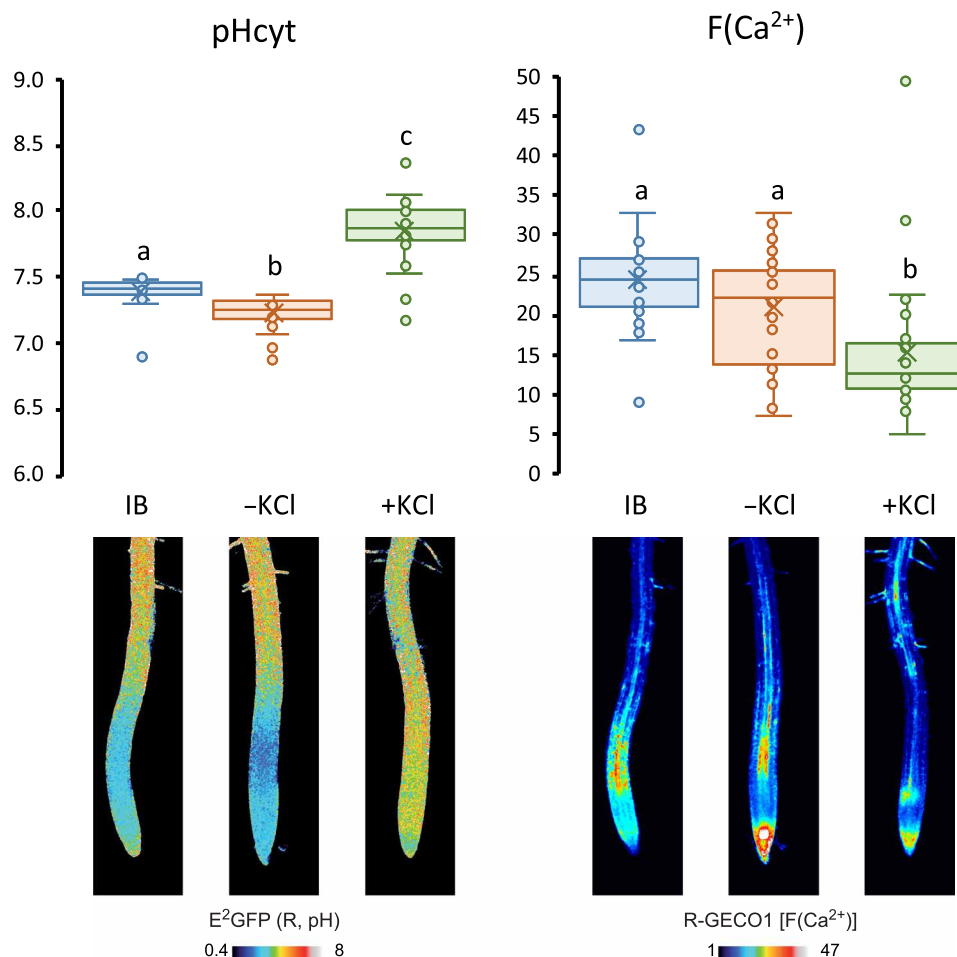 pHcyt
9.0
8.5
8.0
7.5
7.0
6.5
6.0
a
b
c
IB
−KCl
+KCl
E²GFP (R, pH)
0.4 8
F(Ca²⁺)
50
45
40
35
30
25
20
15
10
5
0
a
a
b
IB
−KCl
+KCl
R-GECO1 [F(Ca²⁺)]
1 47